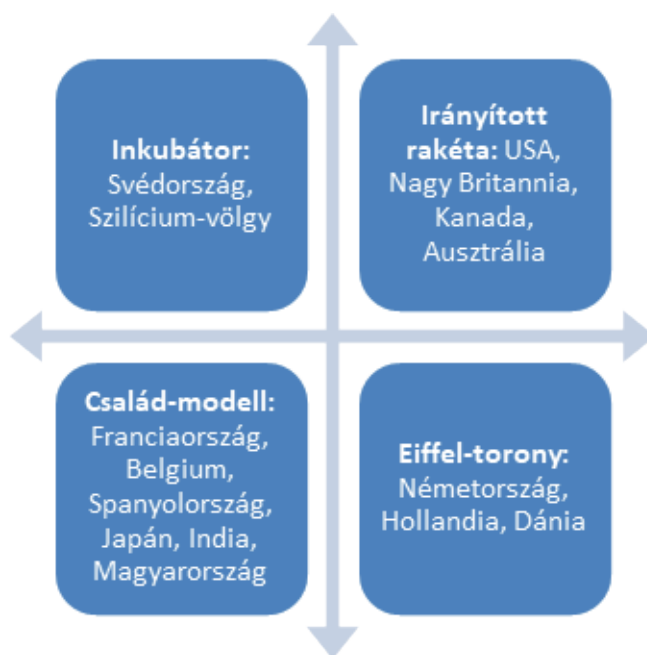 Inkubátor:
Svédország,
Szilícium-völgy
Irányított
rakéta: USA,
Nagy Britannia,
Kanada,
Ausztrália
Család-modell:
Franciaország,
Belgium,
Spanyolország,
Japán, India,
Magyarország
Eiffel-torony:
Németország,
Hollandia, Dánia